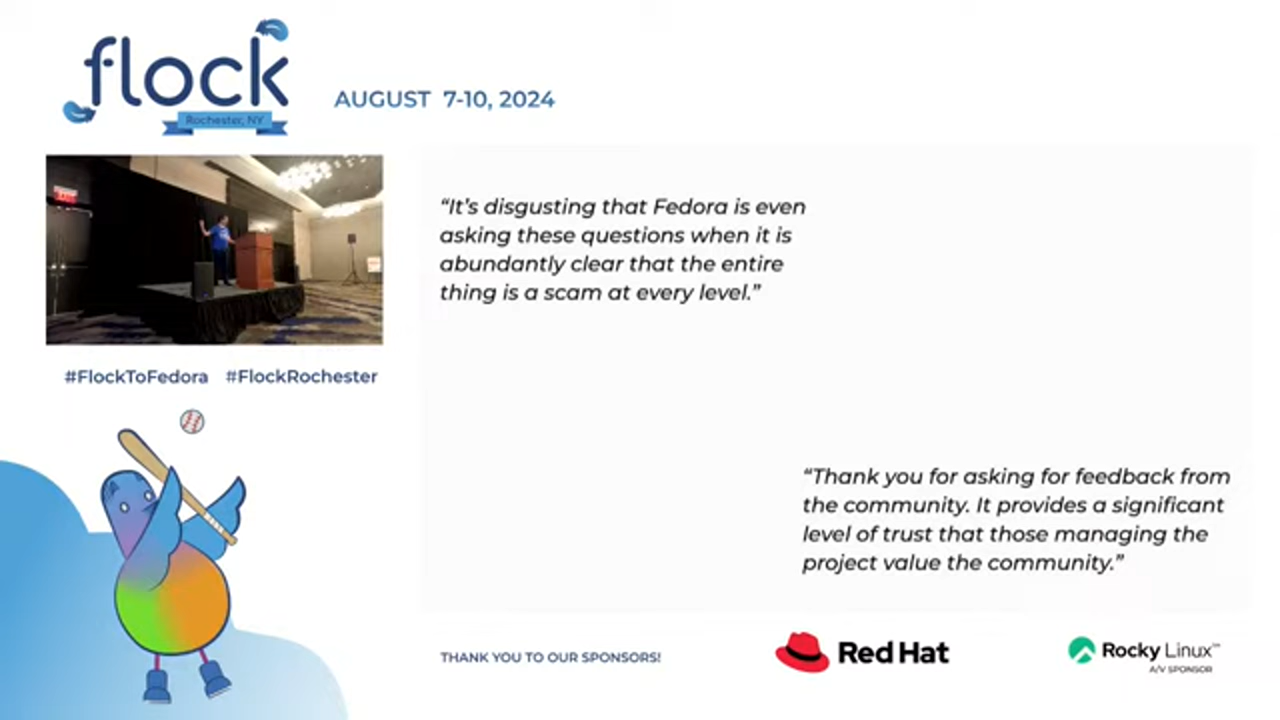 flock
Rochester, NY
AUGUST 7-10, 2024
EXIT
#FlockToFedora #FlockRochester
“It’s disgusting that Fedora is even
asking these questions when it is
abundantly clear that the entire
thing is a scam at every level.”
“Thank you for asking for feedback from
the community. It provides a significant
level of trust that those managing the
project value the community.”
THANK YOU TO OUR SPONSORS!
Red Hat
Rocky Linux™
A/V SPONSOR